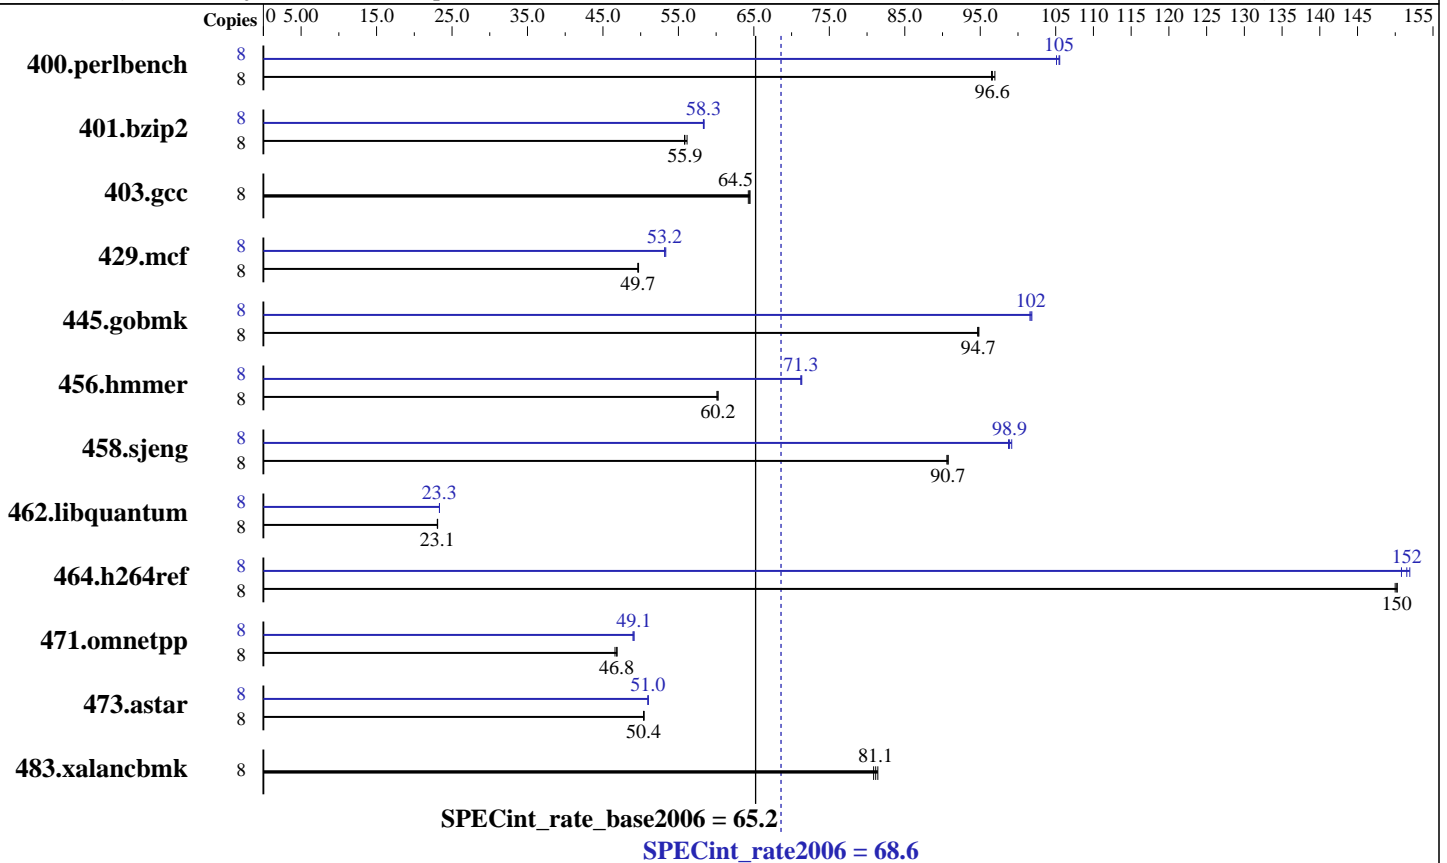 Copies 0 5.00 15.0 25.0 35.0 45.0 55.0 65.0 75.0 85.0 95.0 105 110 115 120 125 130 135 140 145 155
400.perlbench 8 105
8 96.6
401.bzip2 8 58.3
8 55.9
403.gcc 8 64.5
429.mcf 8 53.2
8 49.7
445.gobmk 8 102
8 94.7
456.hmmer 8 71.3
8 60.2
458.sjeng 8 98.9
8 90.7
462.libquantum 8 23.3
8 23.1
464.h264ref 8 152
8 150
471.omnetpp 8 49.1
8 46.8
473.astar 8 51.0
8 50.4
483.xalancbmk 8 81.1
SPECint_rate_base2006 = 65.2
SPECint_rate2006 = 68.6